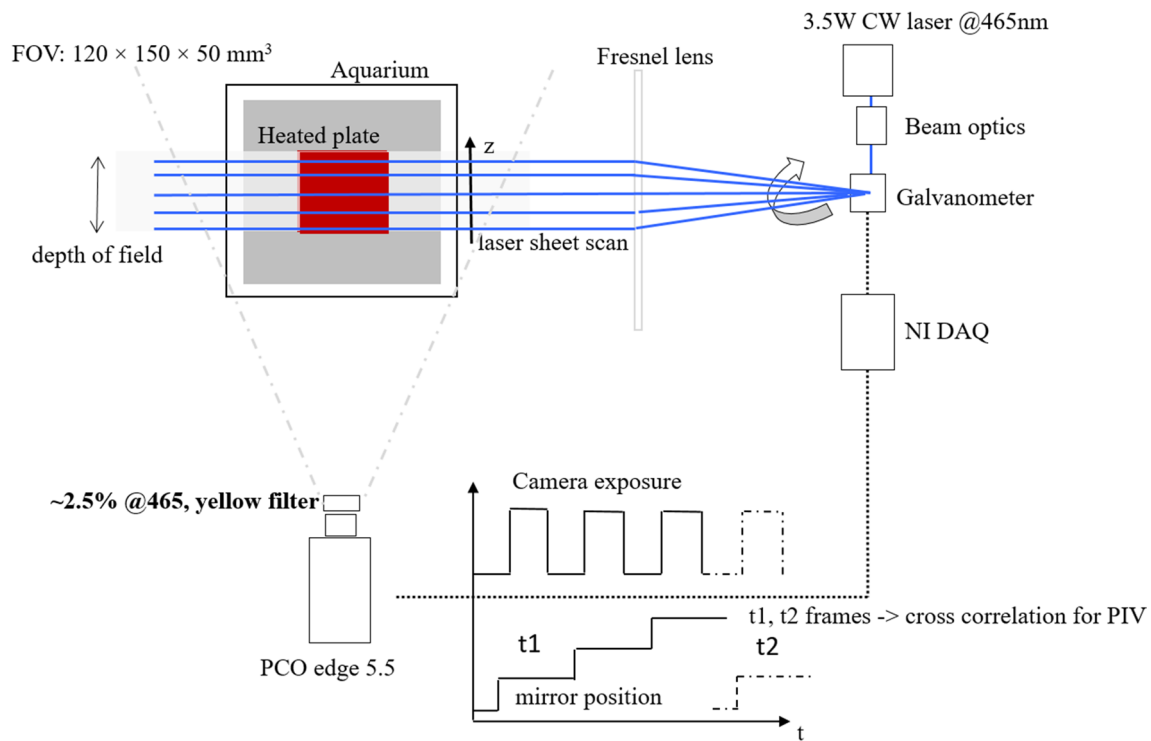 3.5W CW laser @465nm
FOV: 120 × 150 × 50 mm³
Fresnel lens
Aquarium
Beam optics
Heated plate
z
Galvanometer
laser sheet scan
depth of field
NI DAQ
Camera exposure
~2.5% @465, yellow filter
t1, t2 frames -> cross correlation for PIV
t1
t2
PCO edge 5.5
mirror position
t